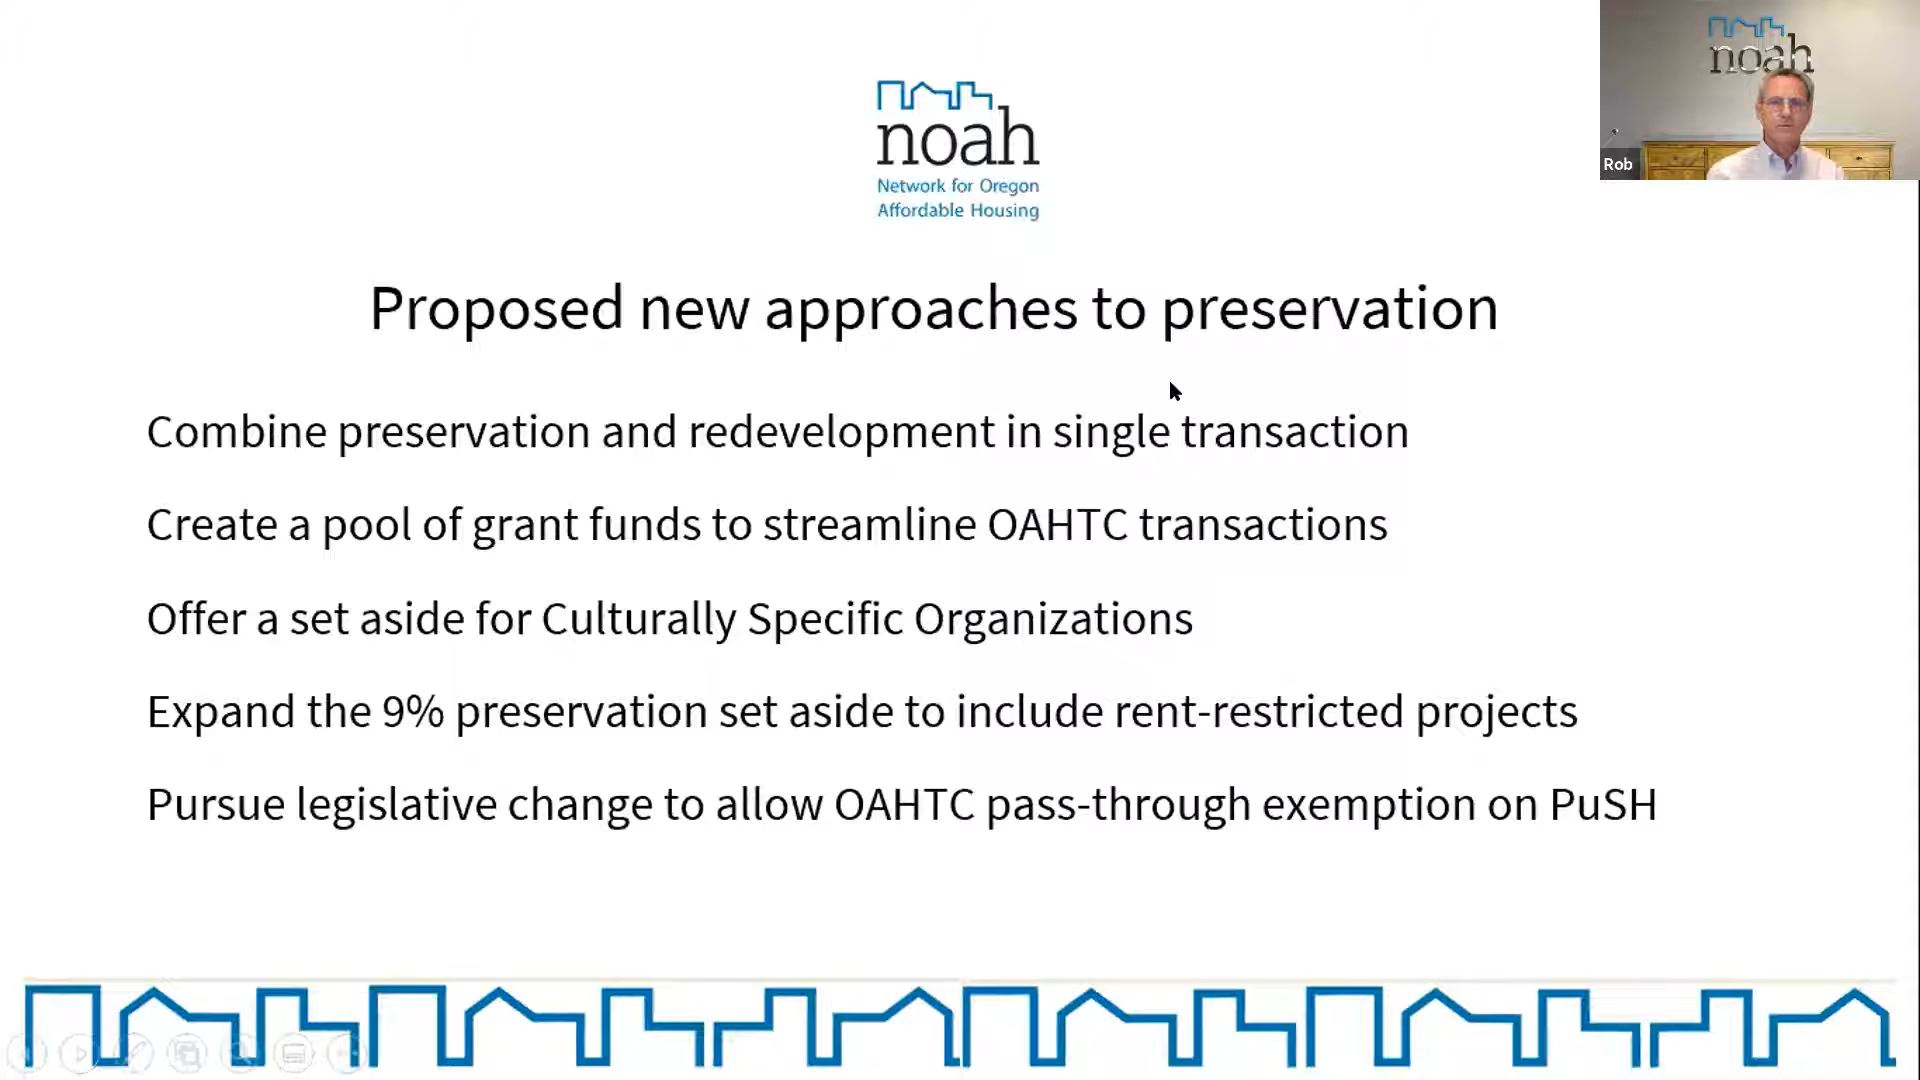 noah
Network for Oregon
Affordable Housing
noah
Rob
Proposed new approaches to preservation
Combine preservation and redevelopment in single transaction
Create a pool of grant funds to streamline OAHTC transactions
Offer a set aside for Culturally Specific Organizations
Expand the 9% preservation set aside to include rent-restricted projects
Pursue legislative change to allow OAHTC pass-through exemption on PuSH